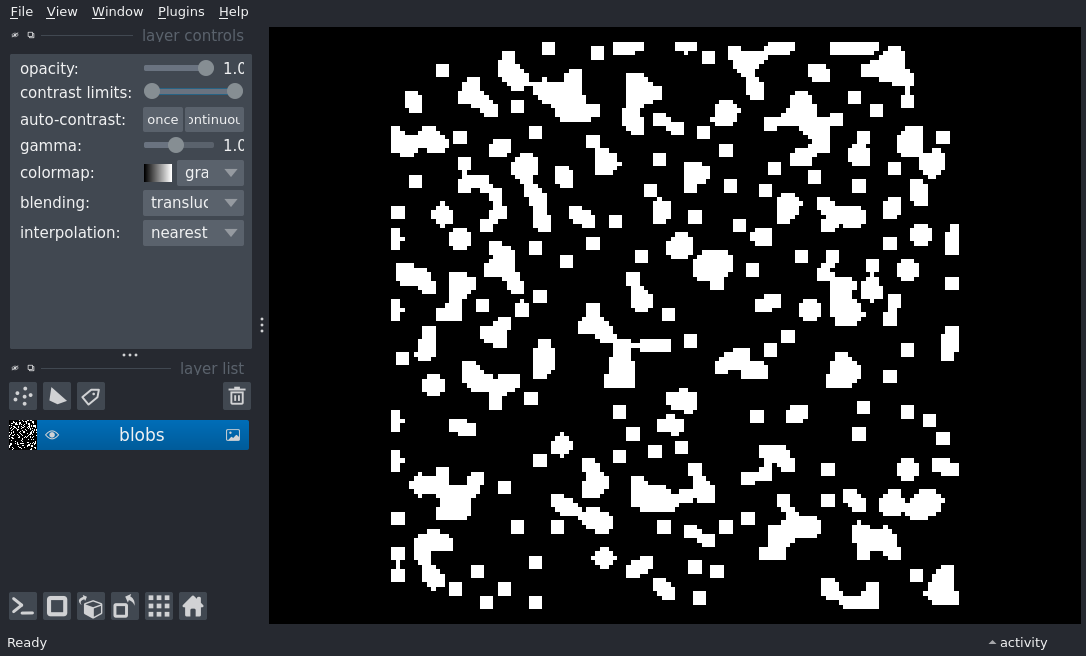 File View Window Plugins Help
layer controls
opacity: 1.0
contrast limits:
auto-contrast: once ontinuou
gamma: 1.0
colormap: gra
blending: transluc
interpolation: nearest
layer list
blobs
Ready activity